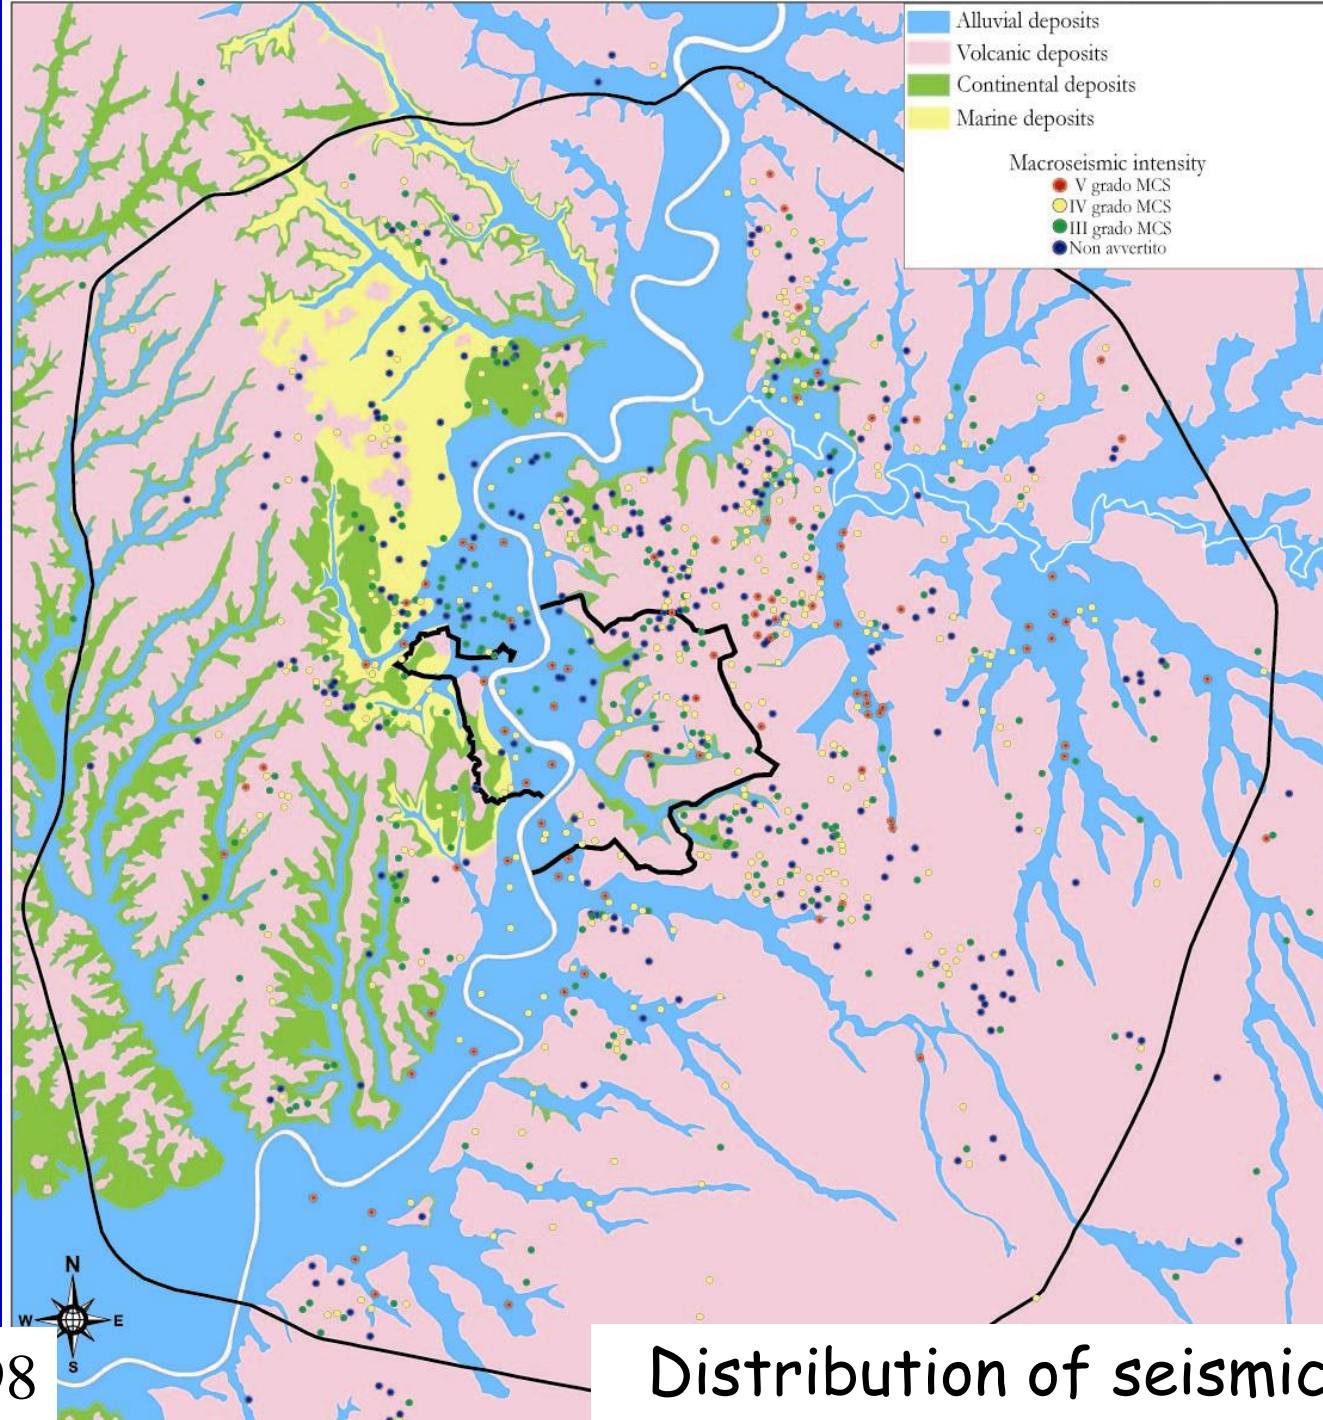 Alluvial deposits
Volcanic deposits
Continental deposits
Marine deposits
Macroseismic intensity
V grado MCS
IV grado MCS
III grado MCS
Non avvertito
N
W E
S
98
Distribution of seismic